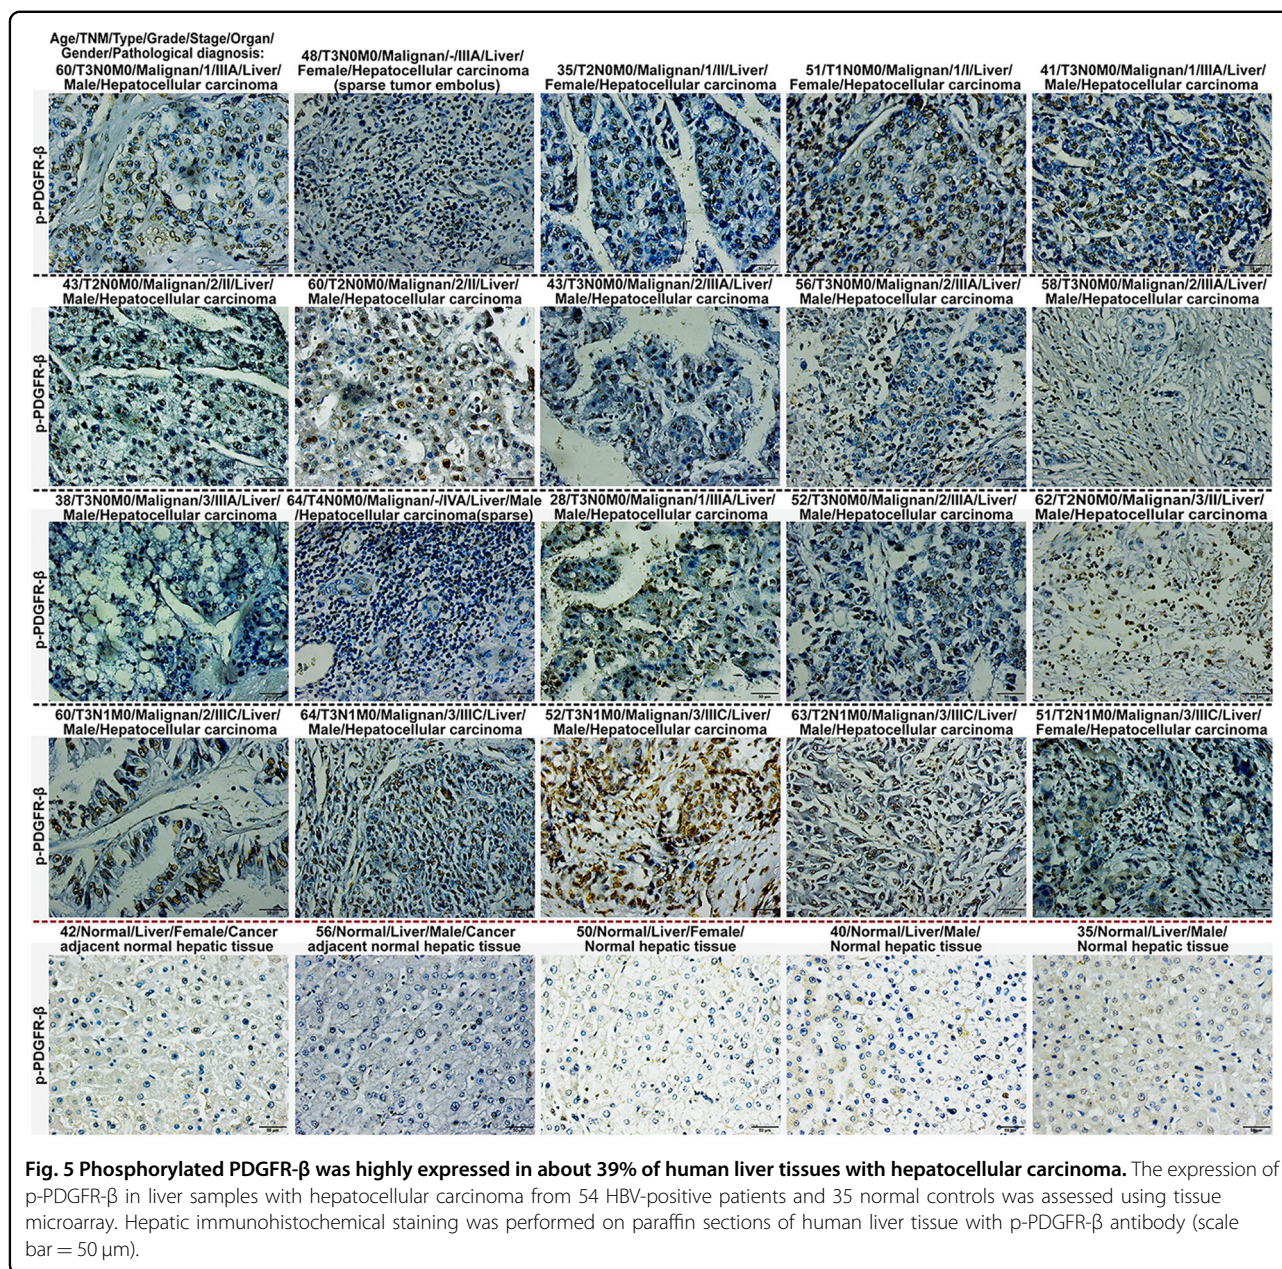 Age/TNM/Type/Grade/Stage/Organ/
Gender/Pathological diagnosis:
60/T3N0M0/Malignan/1/IIIA/Liver/
Male/Hepatocellular carcinoma
48/T3N0M0/Malignan/-/IIIA/Liver/
Female/Hepatocellular carcinoma
(sparse tumor embolus)
35/T2N0M0/Malignan/1/II/Liver/
Female/Hepatocellular carcinoma
51/T1N0M0/Malignan/1/I/Liver/
Female/Hepatocellular carcinoma
41/T3N0M0/Malignan/1/IIIA/Liver/
Male/Hepatocellular carcinoma
p-PDGFR-β
43/T2N0M0/Malignan/2/II/Liver/
Male/Hepatocellular carcinoma
60/T2N0M0/Malignan/2/II/Liver/
Male/Hepatocellular carcinoma
43/T3N0M0/Malignan/2/IIIA/Liver/
Male/Hepatocellular carcinoma
56/T3N0M0/Malignan/2/IIIA/Liver/
Male/Hepatocellular carcinoma
58/T3N0M0/Malignan/2/IIIA/Liver/
Male/Hepatocellular carcinoma
p-PDGFR-β
38/T3N0M0/Malignan/3/IIIA/Liver/
Male/Hepatocellular carcinoma
64/T4N0M0/Malignan/-/IVA/Liver/Male
/Hepatocellular carcinoma(sparse)
28/T3N0M0/Malignan/1/IIIA/Liver/
Male/Hepatocellular carcinoma
52/T3N0M0/Malignan/2/IIIA/Liver/
Male/Hepatocellular carcinoma
62/T2N0M0/Malignan/3/II/Liver/
Male/Hepatocellular carcinoma
p-PDGFR-β
60/T3N1M0/Malignan/2/IIIC/Liver/
Male/Hepatocellular carcinoma
64/T3N1M0/Malignan/3/IIIC/Liver/
Male/Hepatocellular carcinoma
52/T3N1M0/Malignan/3/IIIC/Liver/
Male/Hepatocellular carcinoma
63/T2N1M0/Malignan/3/IIIC/Liver/
Male/Hepatocellular carcinoma
51/T2N1M0/Malignan/3/IIIC/Liver/
Female/Hepatocellular carcinoma
p-PDGFR-β
42/Normal/Liver/Female/Cancer
adjacent normal hepatic tissue
56/Normal/Liver/Male/Cancer
adjacent normal hepatic tissue
50/Normal/Liver/Female/
Normal hepatic tissue
40/Normal/Liver/Male/
Normal hepatic tissue
35/Normal/Liver/Male/
Normal hepatic tissue
p-PDGFR-β
Fig. 5 Phosphorylated PDGFR-β was highly expressed in about 39% of human liver tissues with hepatocellular carcinoma. The expression of
p-PDGFR-β in liver samples with hepatocellular carcinoma from 54 HBV-positive patients and 35 normal controls was assessed using tissue
microarray. Hepatic immunohistochemical staining was performed on paraffin sections of human liver tissue with p-PDGFR-β antibody (scale
bar = 50 μm).